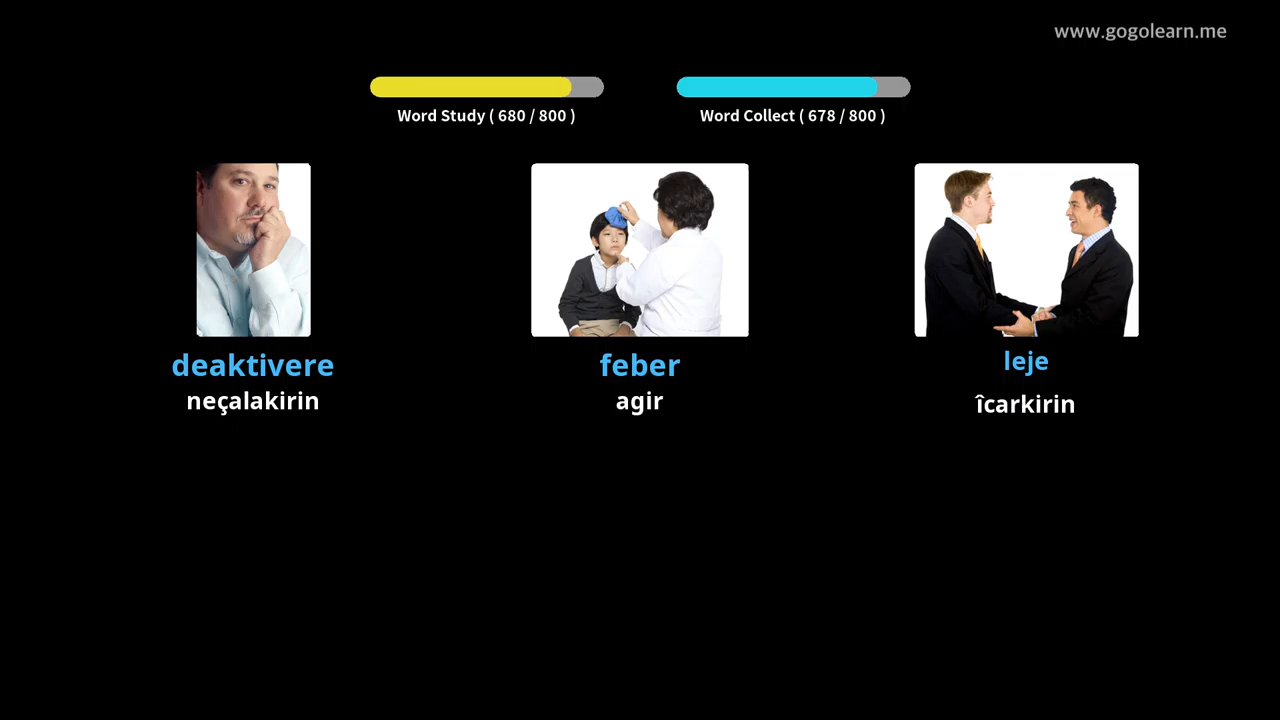 www.gogolearn.me
Word Study ( 680 / 800 )
Word Collect ( 678 / 800 )
deaktivere
neçalakirin
feber
agir
leje
îcarkirin